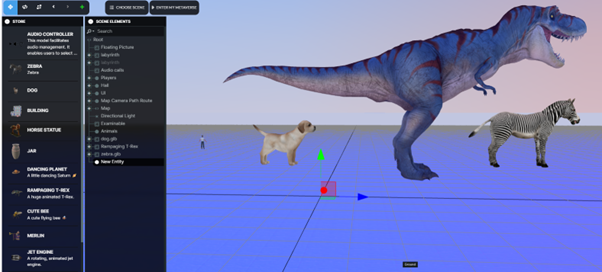 CHOOSE SCENE
ENTER MY METAVERSE
STORE
AUDIO CONTROLLER
This model facilitates
audio management. It
enables users to select ...
ZEBRA
Zebra
DOG
BUILDING
HORSE STATUE
JAR
DANCING PLANET
A little dancing Saturn
RAMPAGING T-REX
A huge animated T-Rex.
CUTE BEE
A cute flying bee
MERLIN
JET ENGINE
A rotating, animated jet
engine.
SCENE ELEMENTS
Search
Root
Floating Picture
labyrinth
labyrinth
Audio calls
Players
Hall
UI
Map Camera Path Route
Map
Directional Light
Examinables
Animals
dog.glb
Rampaging T-Rex
zebra.glb
New Entity